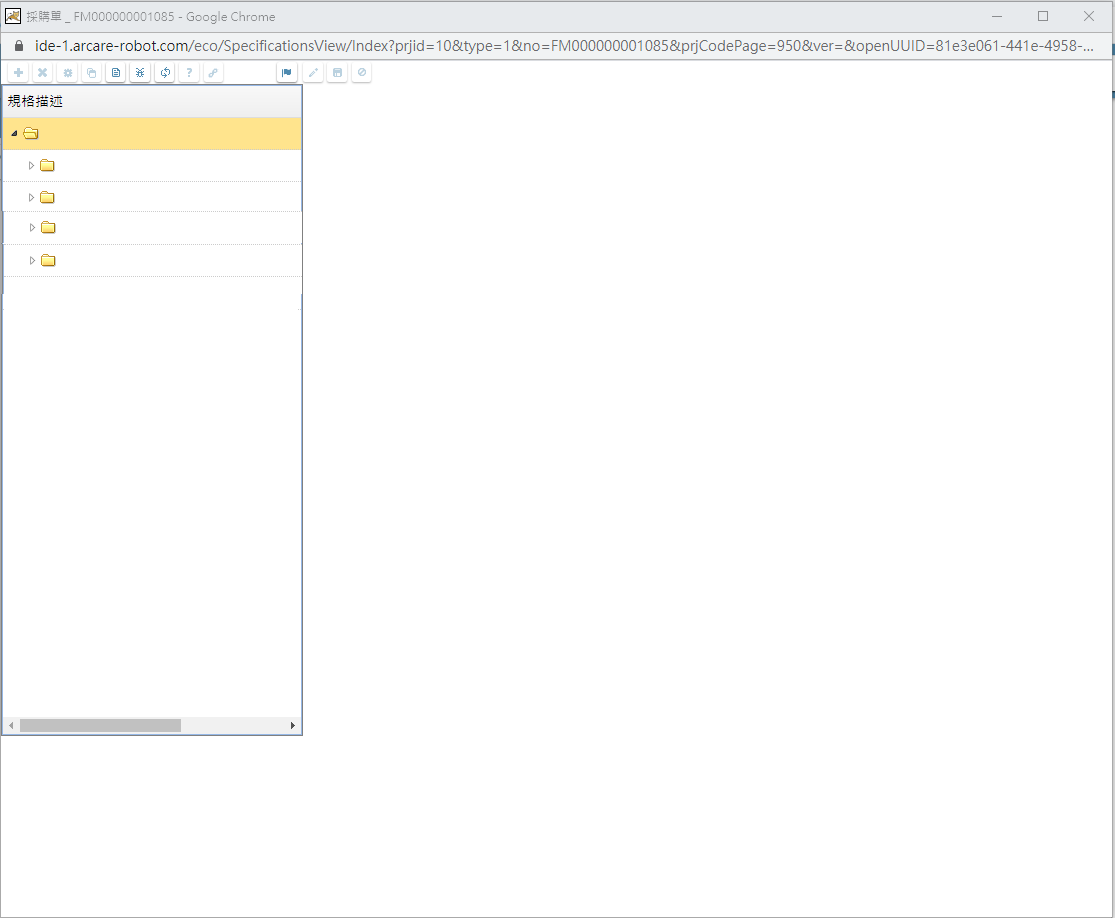 採購單 _ FM000000001085 - Google Chrome
ide-1.arcare-robot.com/eco/SpecificationsView/Index?prjid=10&type=1&no=FM000000001085&prjCodePage=950&ver=&openUUID=81e3e061-441e-4958-...
規格描述